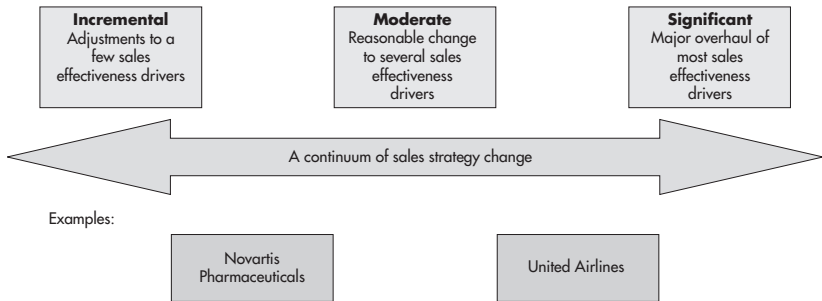 Incremental
Adjustments to a
few sales
effectiveness drivers
Moderate
Reasonable change
to several sales
effectiveness
drivers
Significant
Major overhaul of
most sales
effectiveness
drivers
A continuum of sales strategy change
Examples:
Novartis
Pharmaceuticals
United Airlines